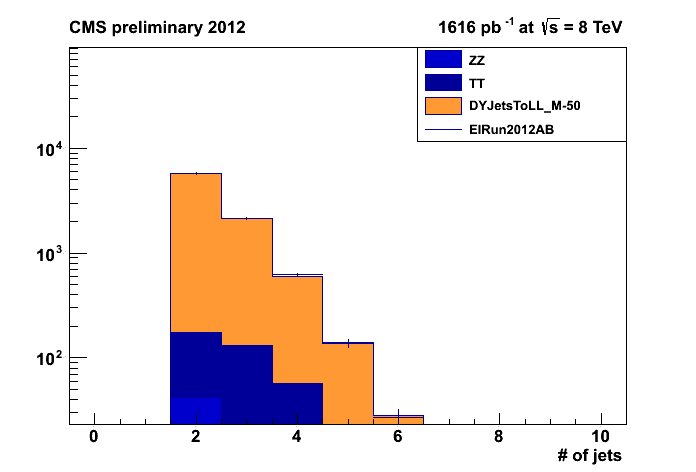 CMS preliminary 2012
1616 pb⁻¹ at √s = 8 TeV
ZZ
TT
DYJetsToLL_M-50
ElRun2012AB
10⁴
10³
10²
0 2 4 6 8 10
# of jets